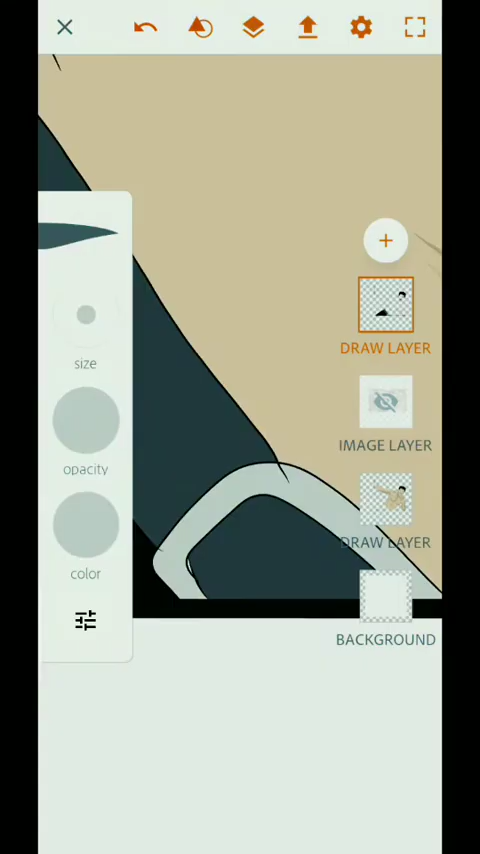 size
DRAW LAYER
IMAGE LAYER
opacity
DRAW LAYER
color
BACKGROUND